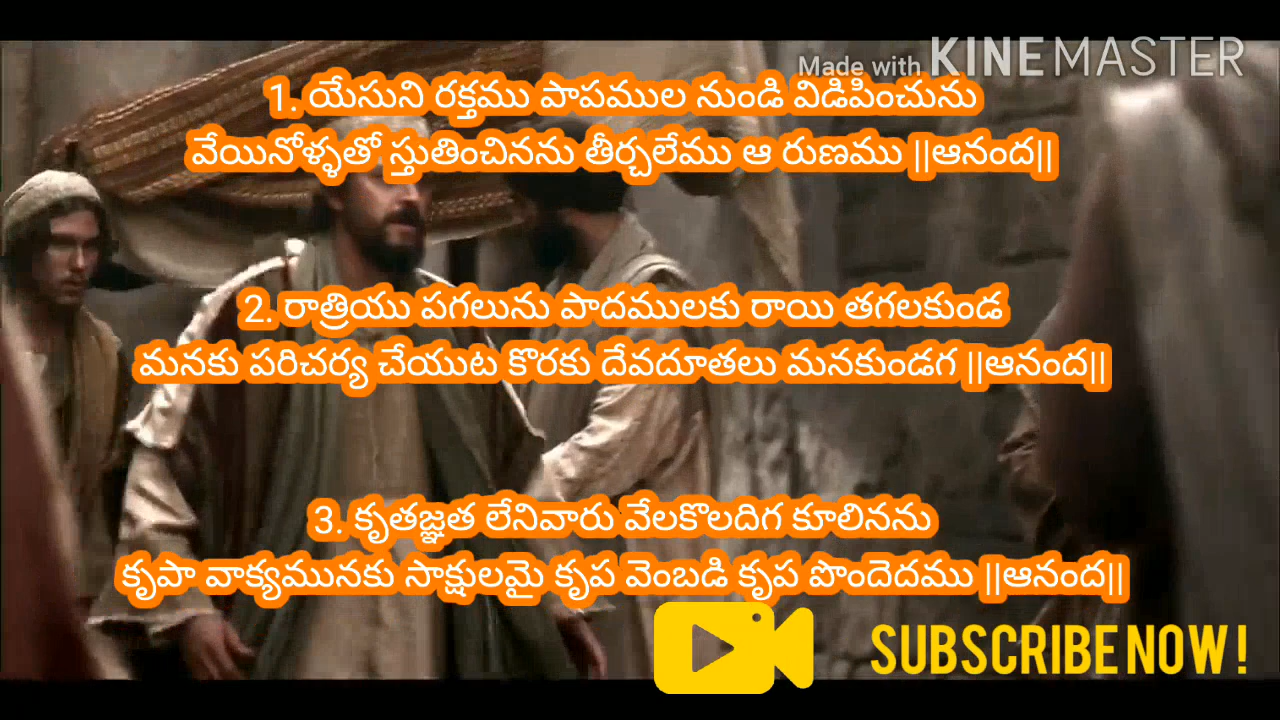 Made with KINEMASTER
1. యేసుని రక్తము పాపముల నుండి విడిపించును
వేయినోళ్ళతో స్తుతించినను తీర్చలేము ఆ రుణము ||ఆనంద||
2. రాత్రియు పగలును పాదములకు రాయి తగలకుండ
మనకు పరిచర్య చేయుట కొరకు దేవదూతలు మనకుండగ ||ఆనంద||
3. కృతజ్ఞత లేనివారు వేలకొలదిగ కూలినను
కృపా వాక్యమునకు సాక్షులమై కృప వెంబడి కృప పొందెదము ||ఆనంద||
SUBSCRIBE NOW !